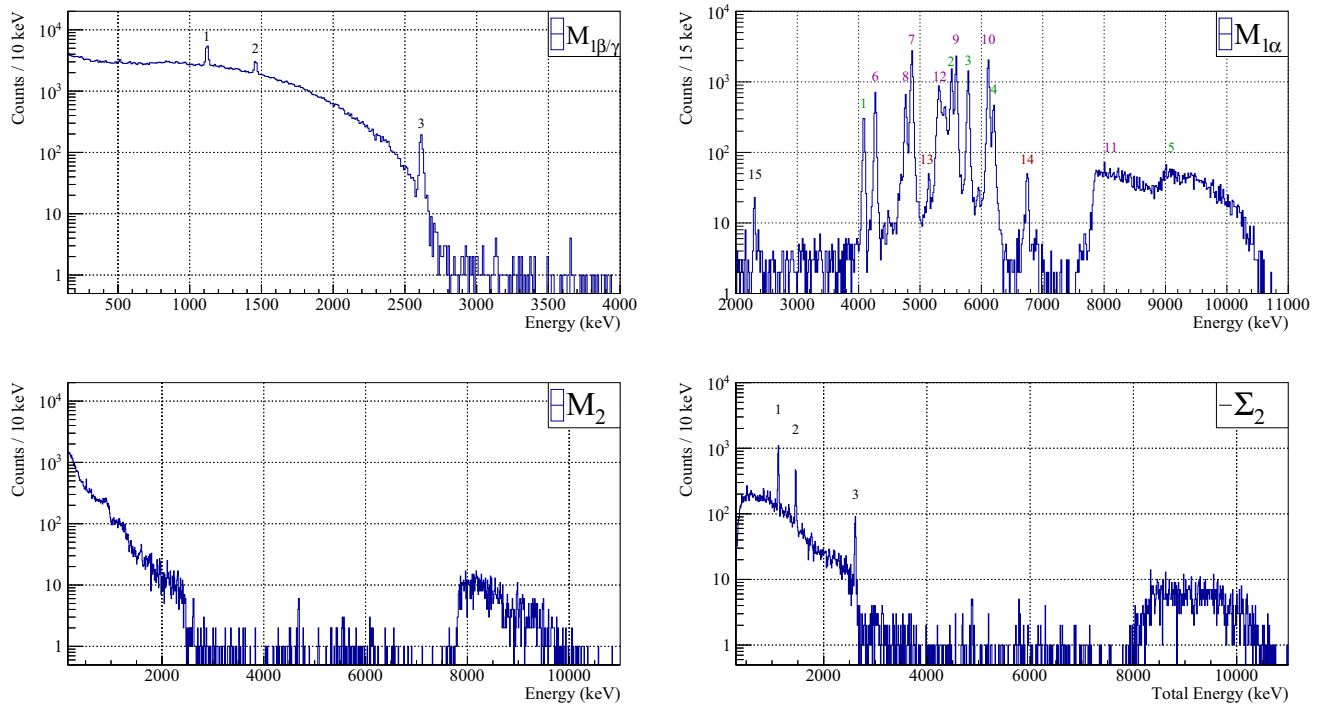 Counts / 10 keV
10⁴
10³
10²
10
1
1
2
3
M1β/γ
500 1000 1500 2000 2500 3000 3500 4000
Energy (keV)
Counts / 15 keV
10⁴
10³
10²
10
1
15
1
6
8
7
13
12
2
9
3
10
4
14
11
5
M1α
2000 3000 4000 5000 6000 7000 8000 9000 10000 11000
Energy (keV)
Counts / 10 keV
10⁴
10³
10²
10
1
M2
2000 4000 6000 8000 10000
Energy (keV)
Counts / 10 keV
10⁴
10³
10²
10
1
1
2
3
Σ2
2000 4000 6000 8000 10000
Total Energy (keV)